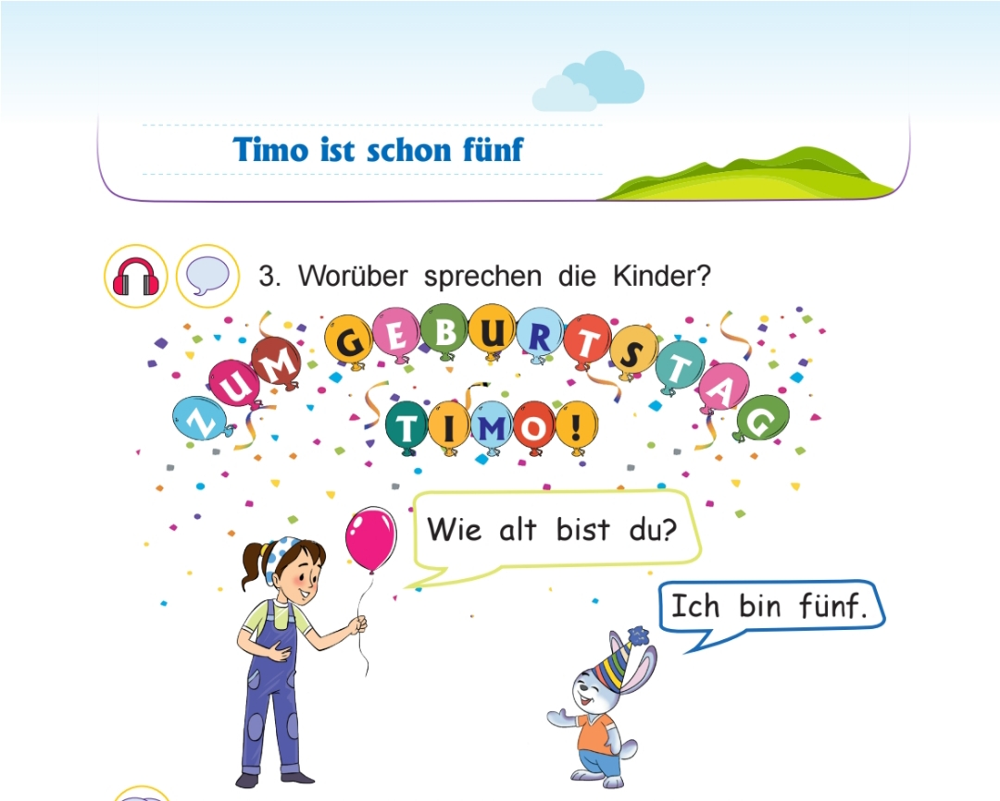 Timo ist schon fünf
3. Worüber sprechen die Kinder?
ZUM GEBURTSTAG
TIMO!
Wie alt bist du?
Ich bin fünf.